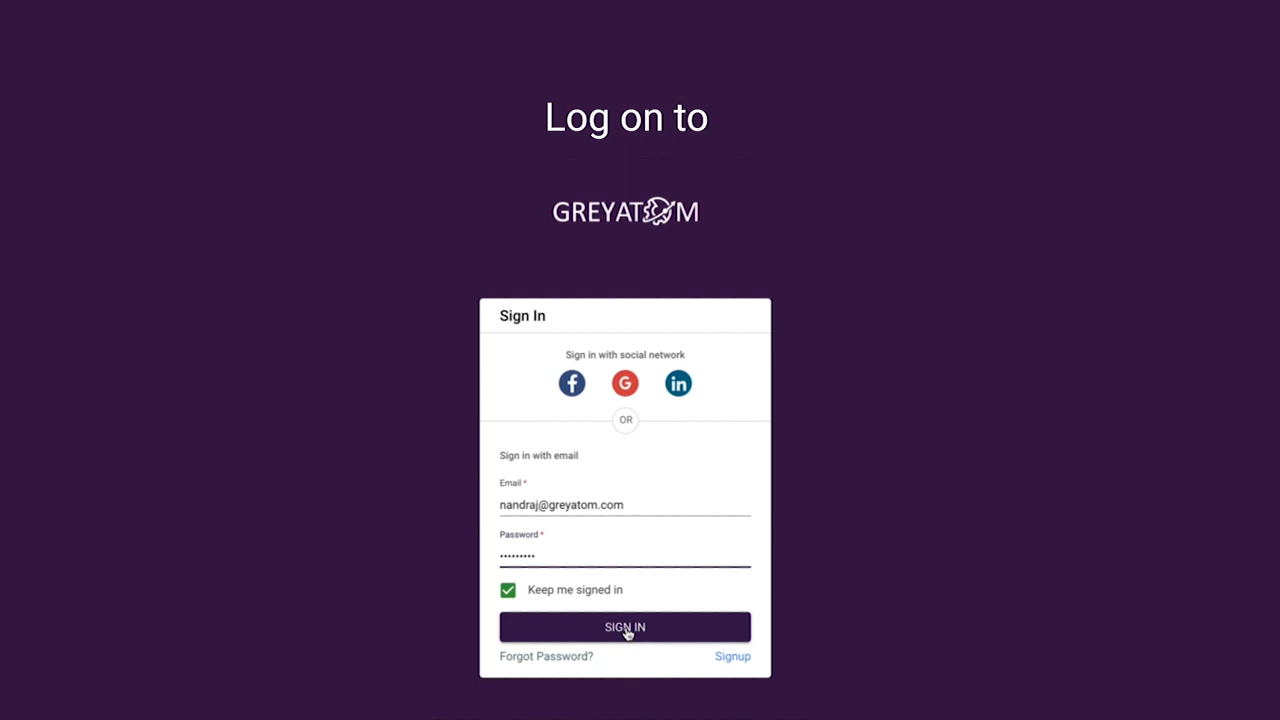 Log on to
GREYATOM
Sign In
Sign in with social network
f G in
OR
Sign in with email
Email *
nandraj@greyatom.com
Password *
•••••••••
Keep me signed in
SIGN IN
Forgot Password? Signup